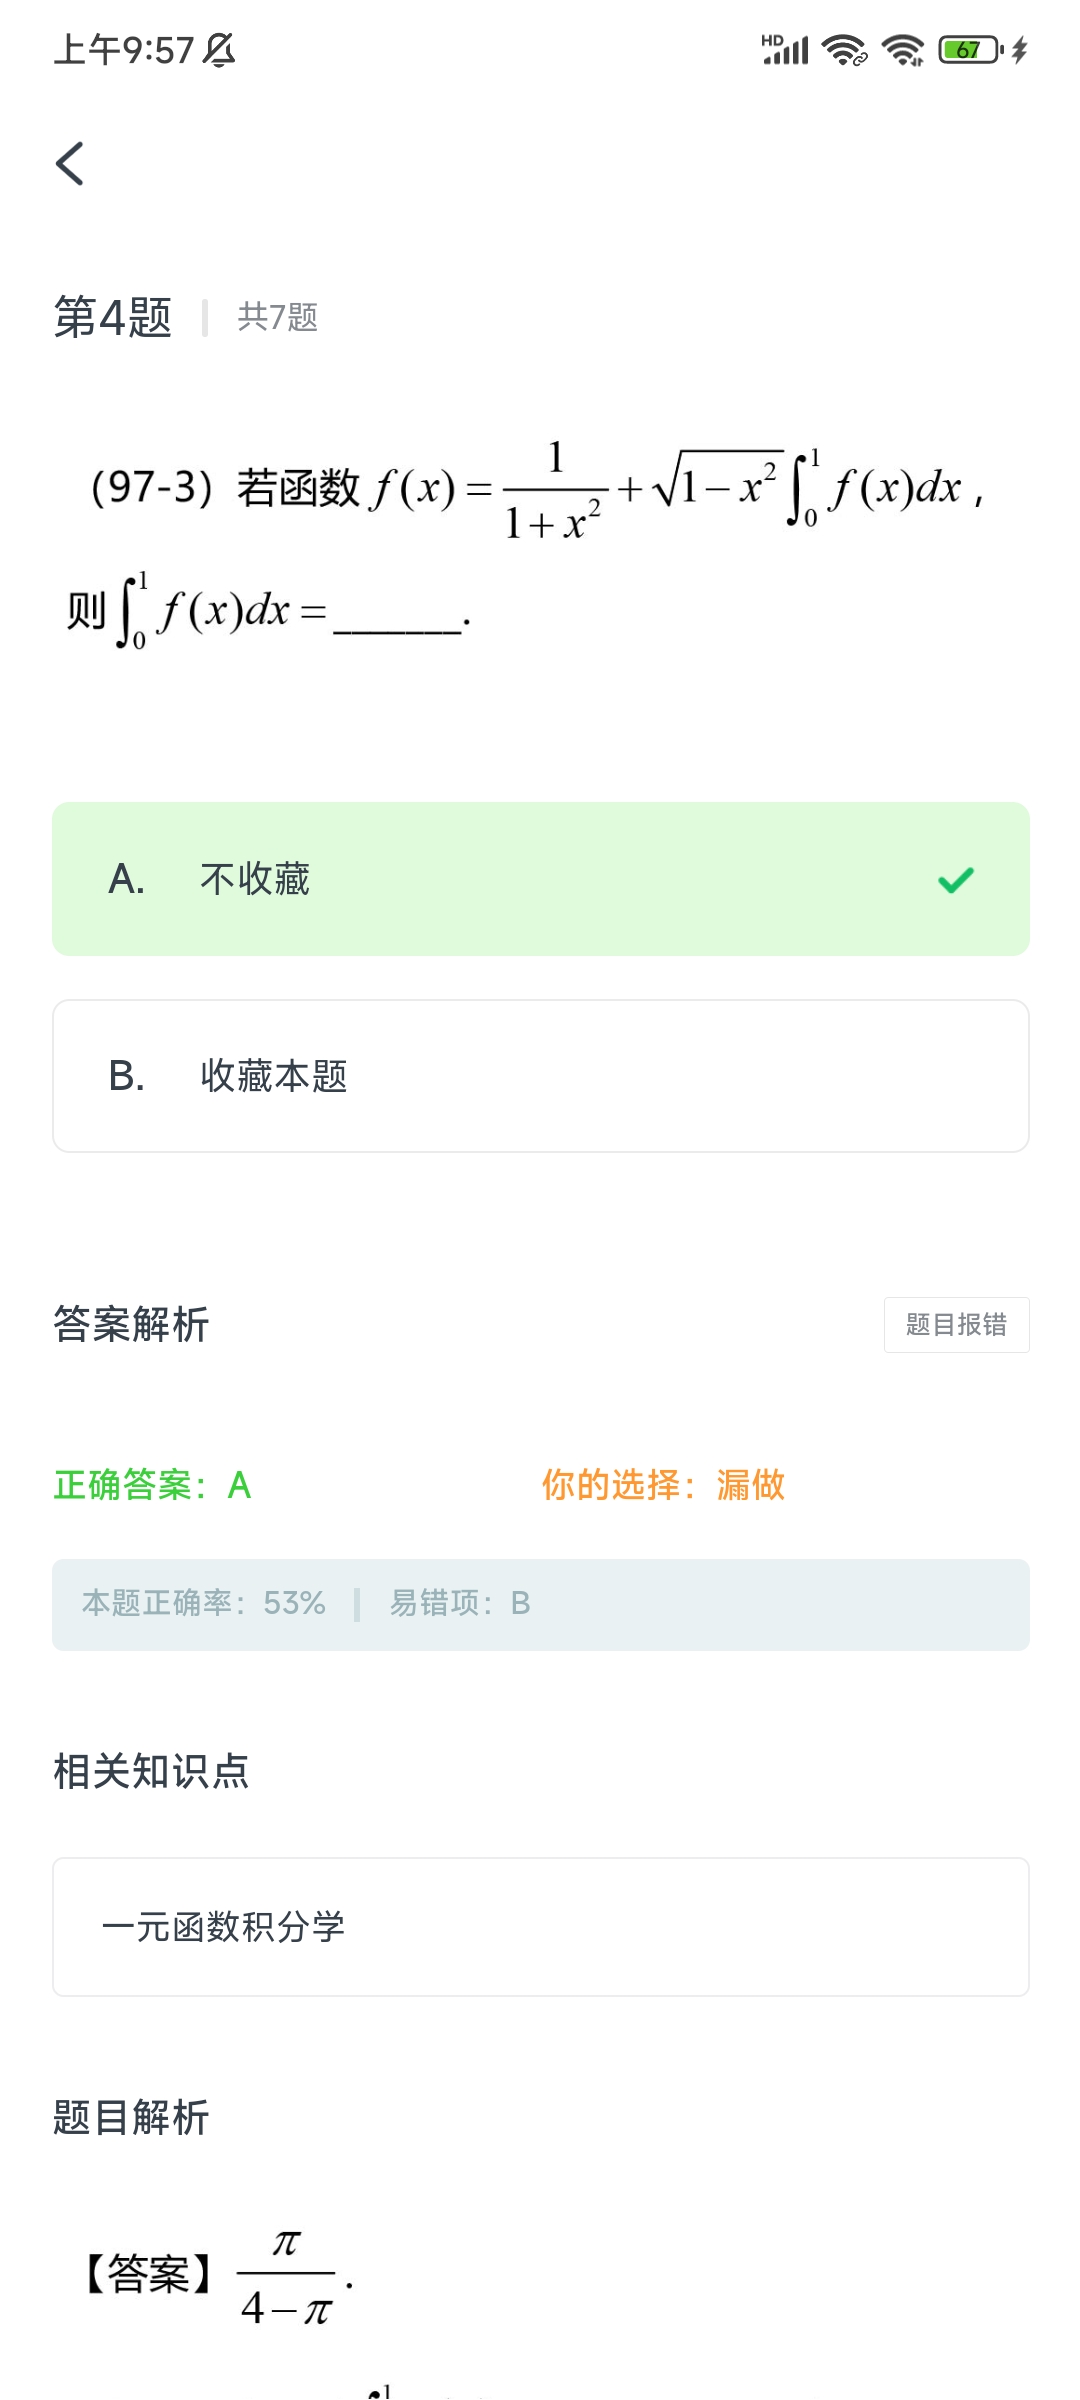 上午9:57 HD 67
第4题 共7题
（97-3）若函数 f(x) = \frac{1}{1+x^2} + \sqrt{1-x^2} \int_0^1 f(x)dx ,
则 \int_0^1 f(x)dx = ______.
A. 不收藏
B. 收藏本题
答案解析 题目报错
正确答案：A 你的选择：漏做
本题正确率：53% 易错项：B
相关知识点
一元函数积分学
题目解析
【答案】 \frac{π}{4-π} .